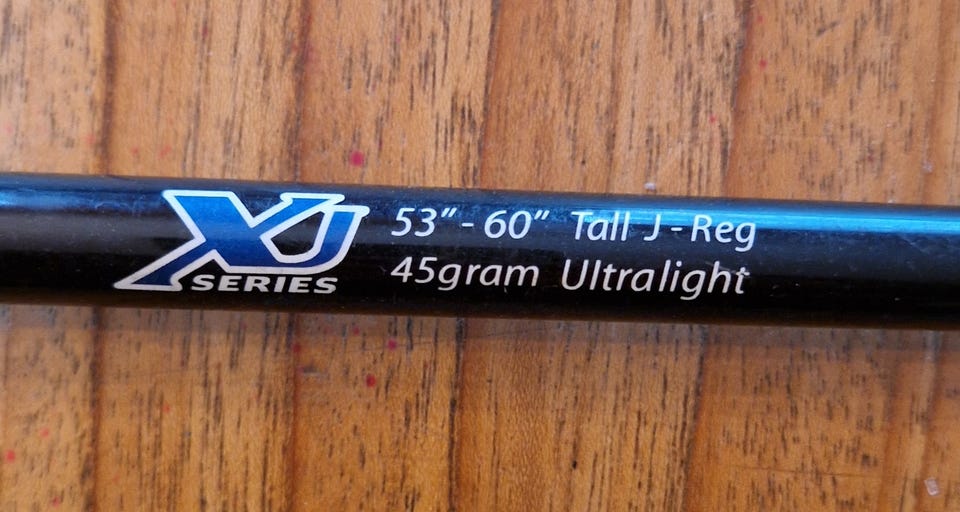 XJ
SERIES
53” - 60” Tall J - Reg
45gram Ultralight